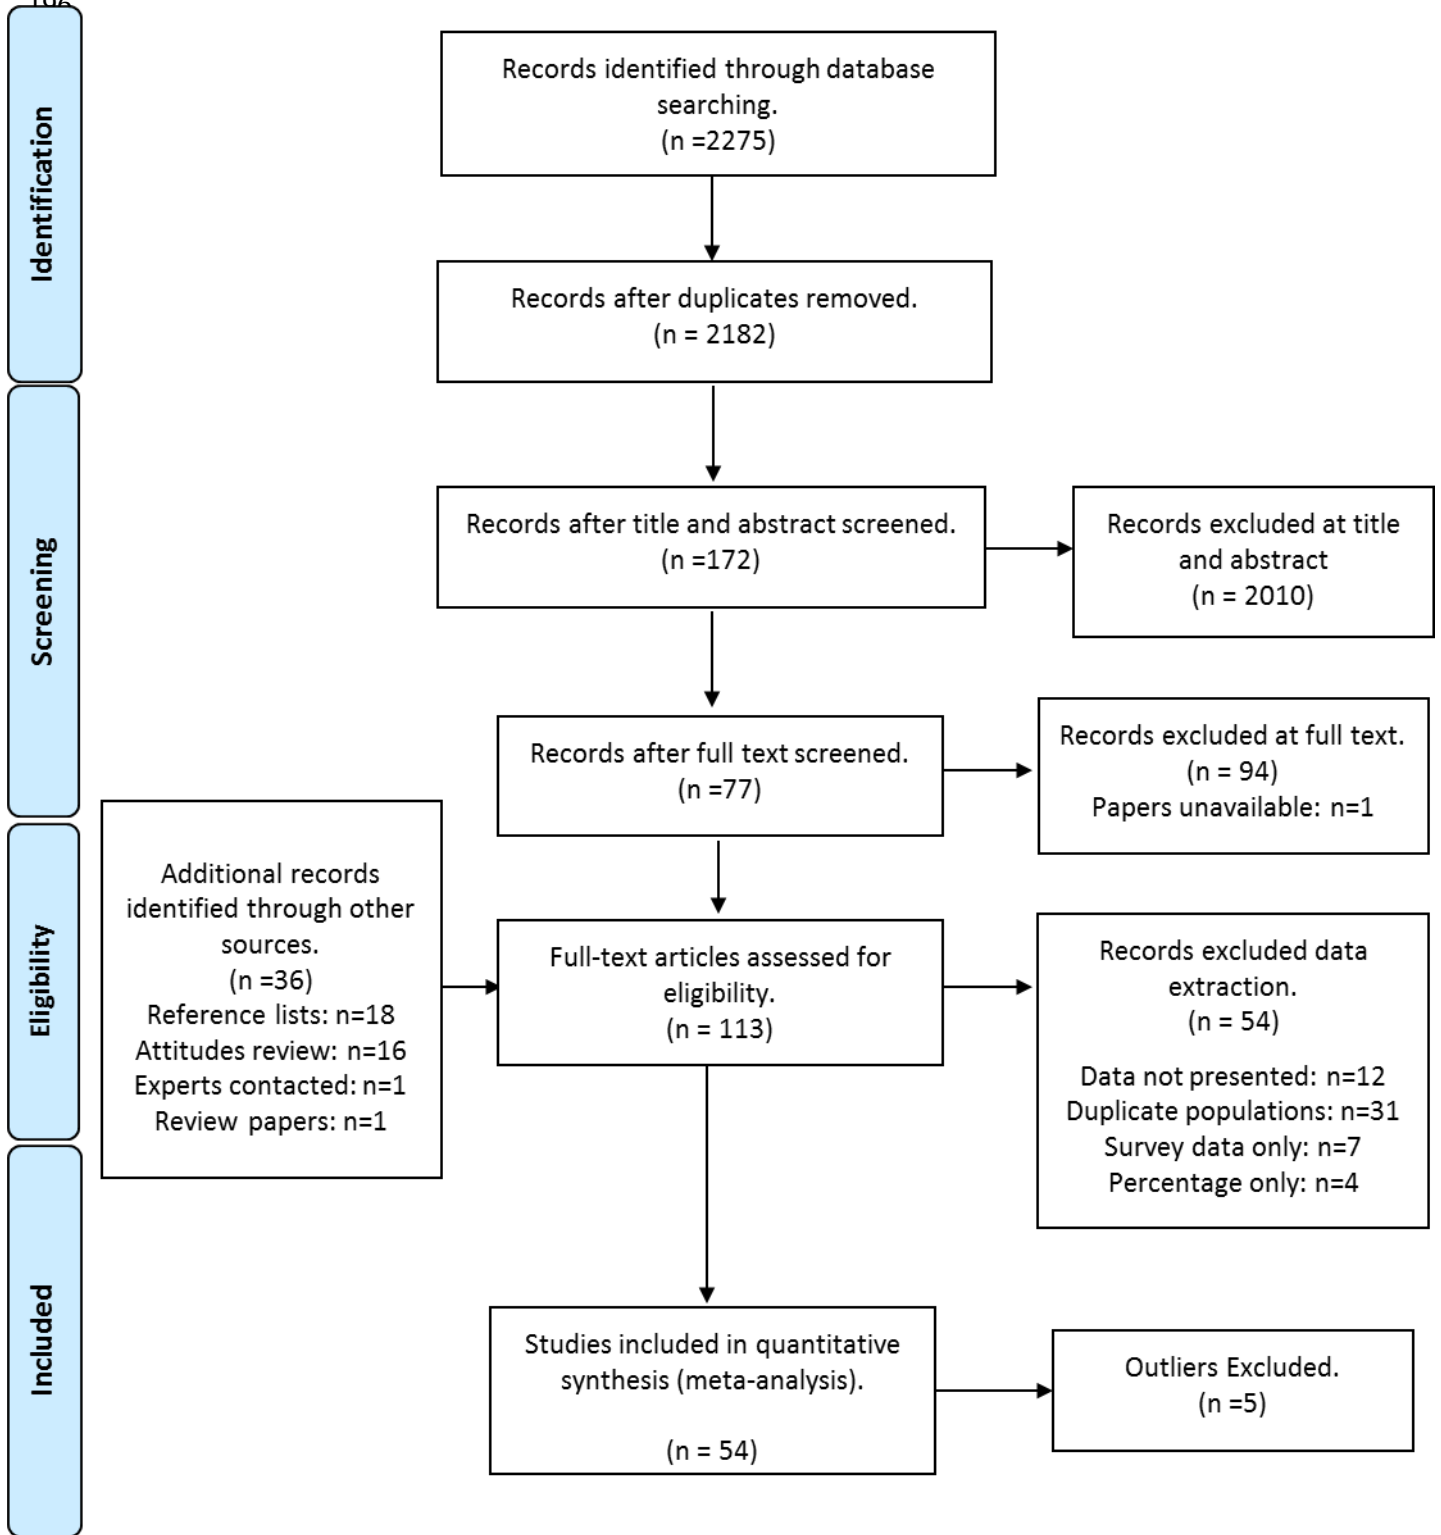 196
Identification
Records identified through database
searching.
(n =2275)
Records after duplicates removed.
(n = 2182)
Screening
Records after title and abstract screened.
(n =172)
Records excluded at title
and abstract
(n = 2010)
Records after full text screened.
(n =77)
Records excluded at full text.
(n = 94)
Papers unavailable: n=1
Eligibility
Additional records
identified through other
sources.
(n =36)
Reference lists: n=18
Attitudes review: n=16
Experts contacted: n=1
Review papers: n=1
Full-text articles assessed for
eligibility.
(n = 113)
Records excluded data
extraction.
(n = 54)
Data not presented: n=12
Duplicate populations: n=31
Survey data only: n=7
Percentage only: n=4
Included
Studies included in quantitative
synthesis (meta-analysis).
(n = 54)
Outliers Excluded.
(n =5)